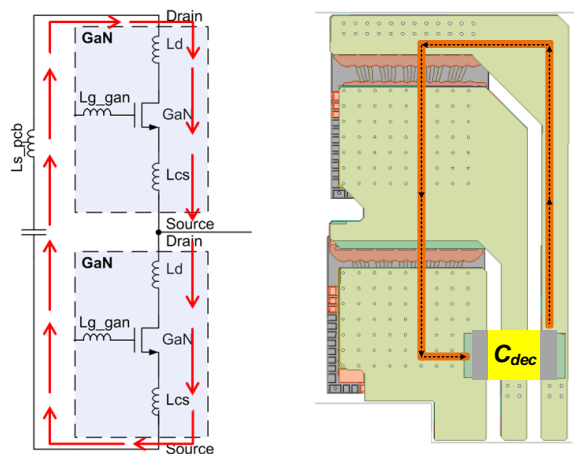 Drain
GaN
Ld
Lg_gan
GaN
Ls_pcb
Lcs
Source
Drain
GaN
Ld
Lg_gan
GaN
Lcs
Source
Cdec